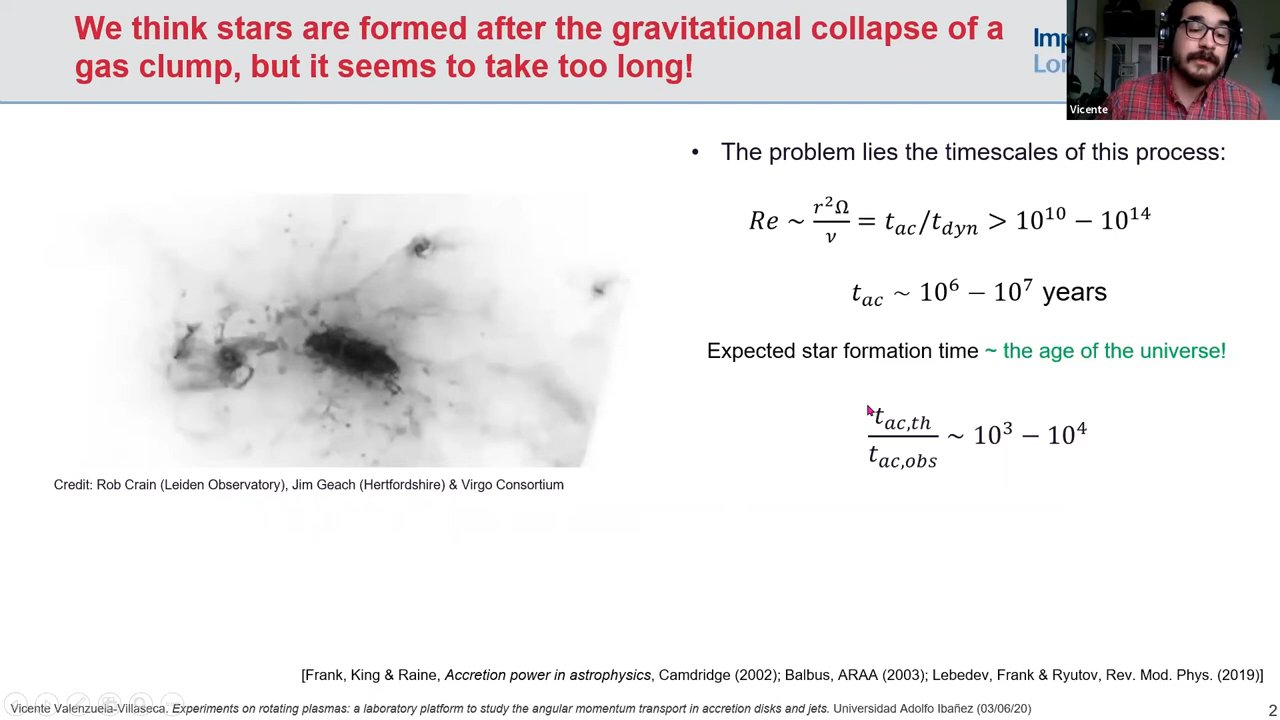 We think stars are formed after the gravitational collapse of a
gas clump, but it seems to take too long!
Imp
Lon
Vicente
• The problem lies the timescales of this process:
Re ~ r²Ω/ν = t_ac/t_dyn > 10¹⁰ − 10¹⁴
t_ac ~ 10⁶ − 10⁷ years
Expected star formation time ~ the age of the universe!
t_ac,th/t_ac,obs ~ 10³ − 10⁴
Credit: Rob Crain (Leiden Observatory), Jim Geach (Hertfordshire) & Virgo Consortium
[Frank, King & Raine, Accretion power in astrophysics, Camdridge (2002); Balbus, ARAA (2003); Lebedev, Frank & Ryutov, Rev. Mod. Phys. (2019)]
Vicente Valenzuela-Villaseca. Experiments on rotating plasmas: a laboratory platform to study the angular momentum transport in accretion disks and jets. Universidad Adolfo Ibañez (03/06/20)
2